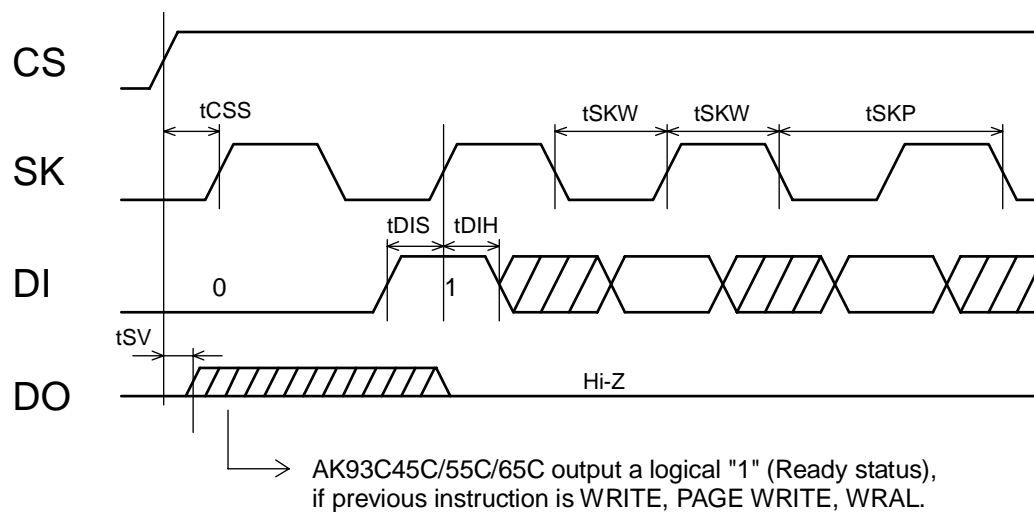 CS
tCSS
tSKW
tSKW
tSKP
SK
tDIS
tDIH
DI
0
1
tSV
DO
Hi-Z
AK93C45C/55C/65C output a logical "1" (Ready status),
if previous instruction is WRITE, PAGE WRITE, WRAL.